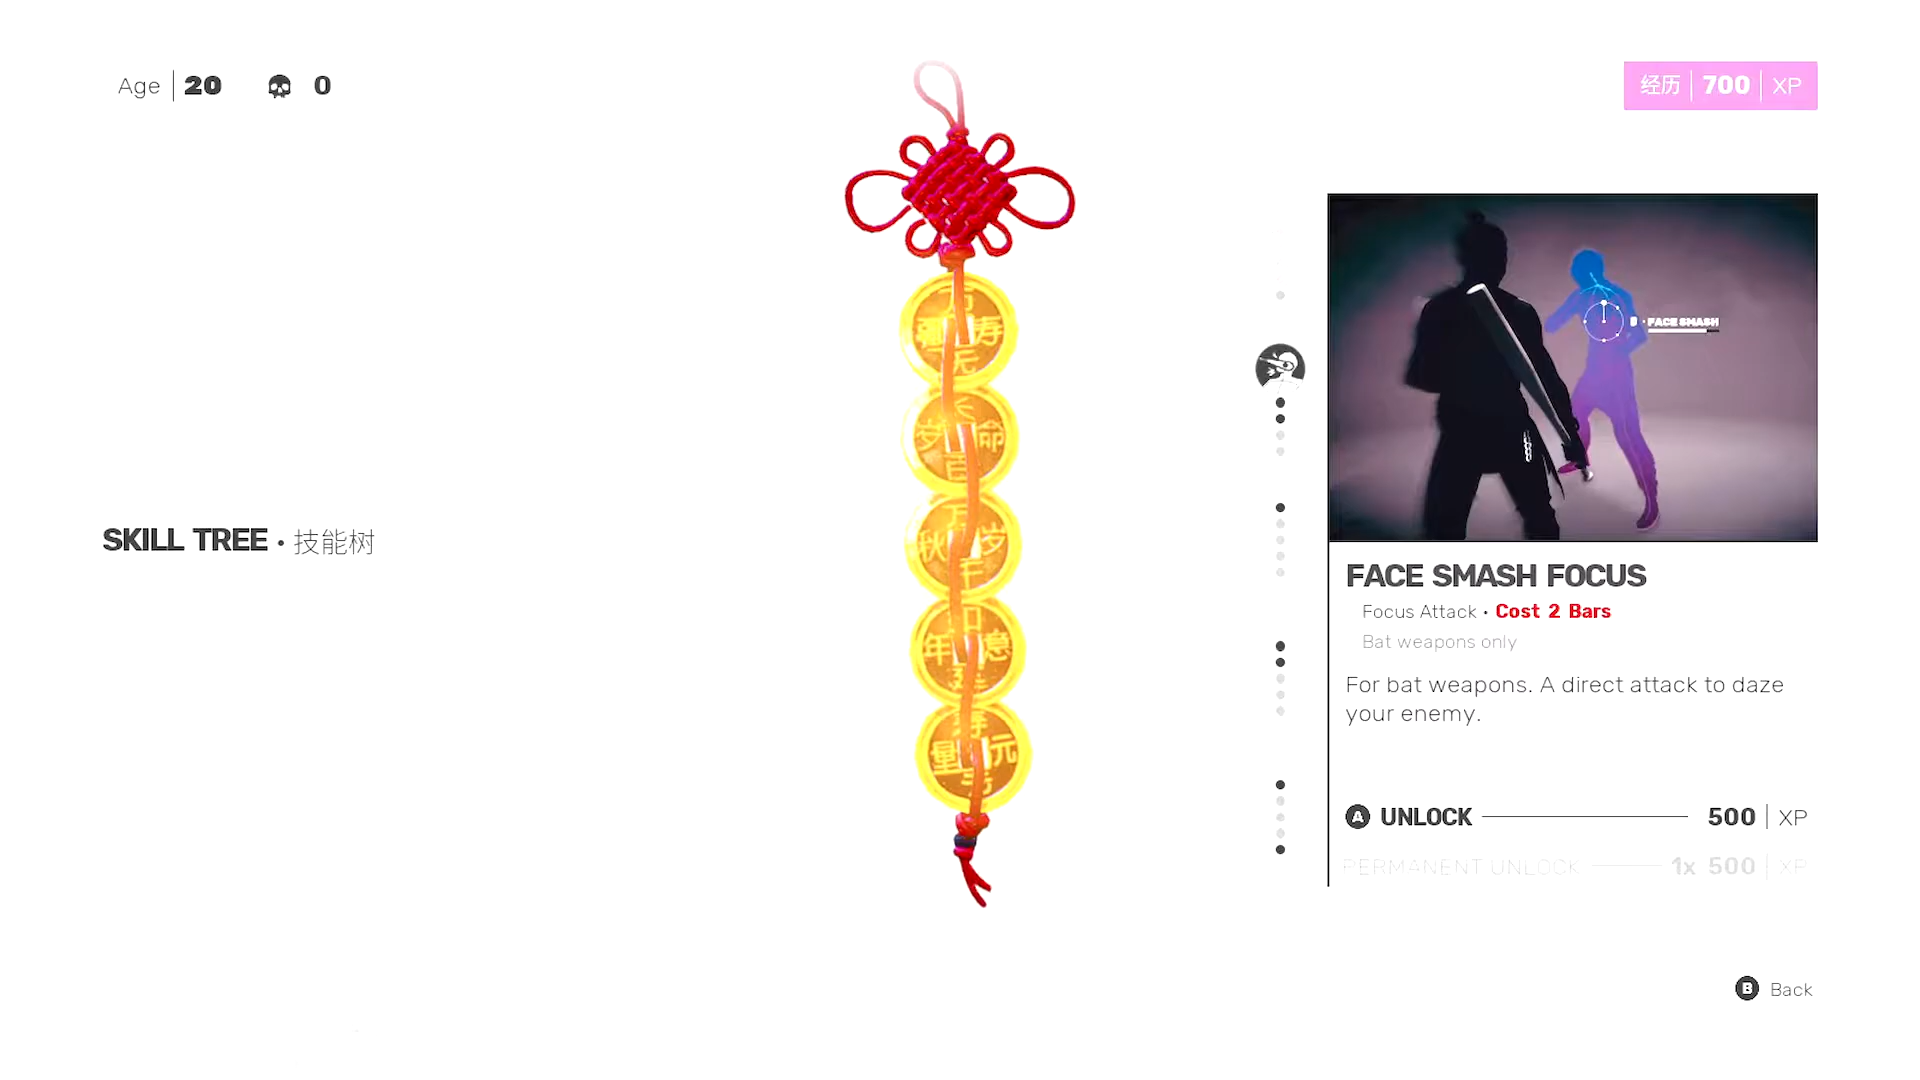 Age 20 0
经历 700 XP
FACE SMASH
SKILL TREE · 技能树
FACE SMASH FOCUS
Focus Attack · Cost 2 Bars
Bat weapons only
For bat weapons. A direct attack to daze
your enemy.
A UNLOCK 500 XP
PERMANENT UNLOCK 1x 500 XP
B Back